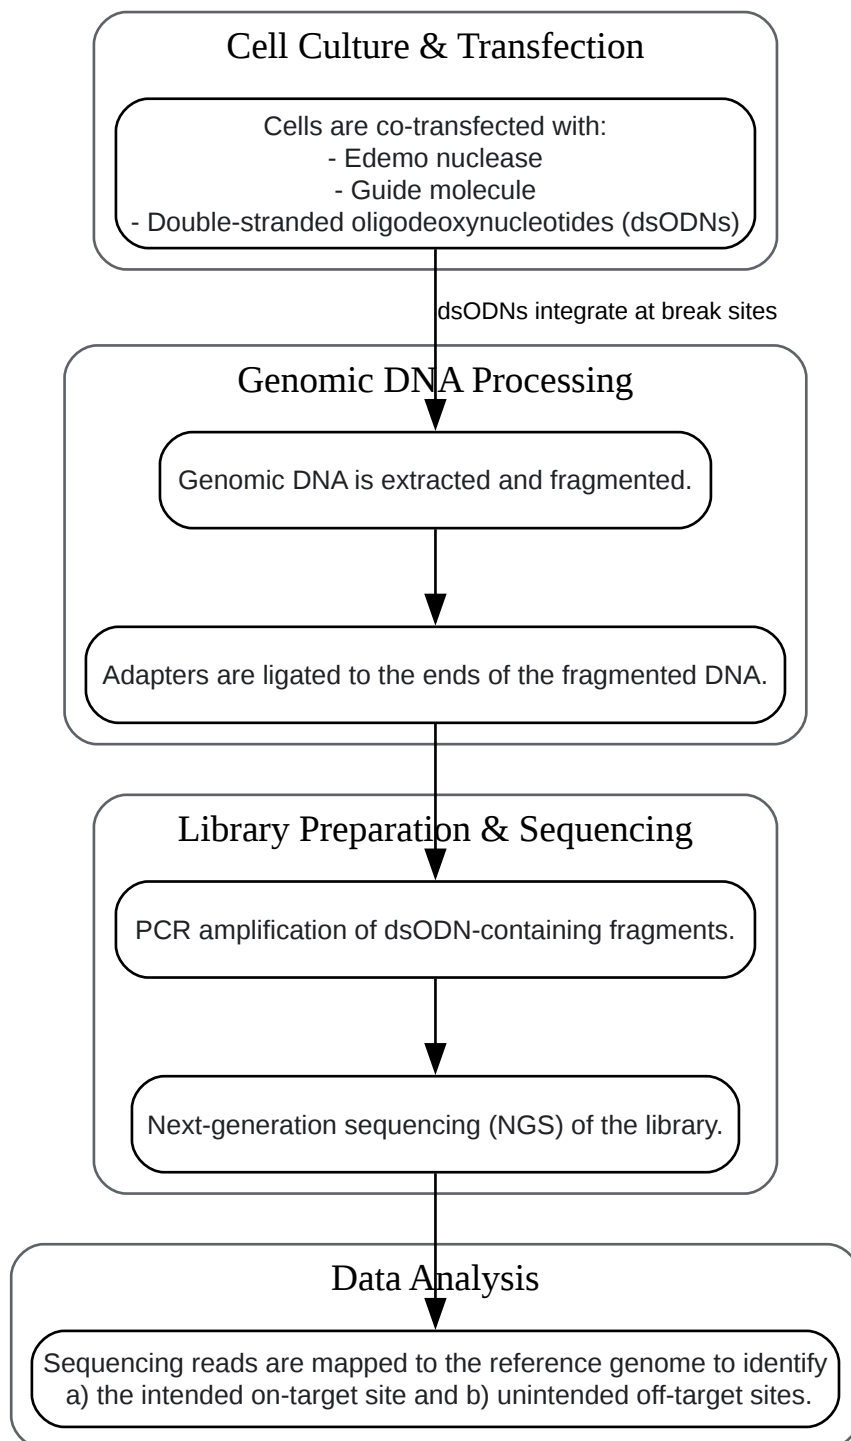 Cell Culture & Transfection
Cells are co-transfected with:
- Edemo nuclease
- Guide molecule
- Double-stranded oligodeoxynucleotides (dsODNs)
dsODNs integrate at break sites
Genomic DNA Processing
Genomic DNA is extracted and fragmented.
Adapters are ligated to the ends of the fragmented DNA.
Library Preparation & Sequencing
PCR amplification of dsODN-containing fragments.
Next-generation sequencing (NGS) of the library.
Data Analysis
Sequencing reads are mapped to the reference genome to identify
a) the intended on-target site and b) unintended off-target sites.